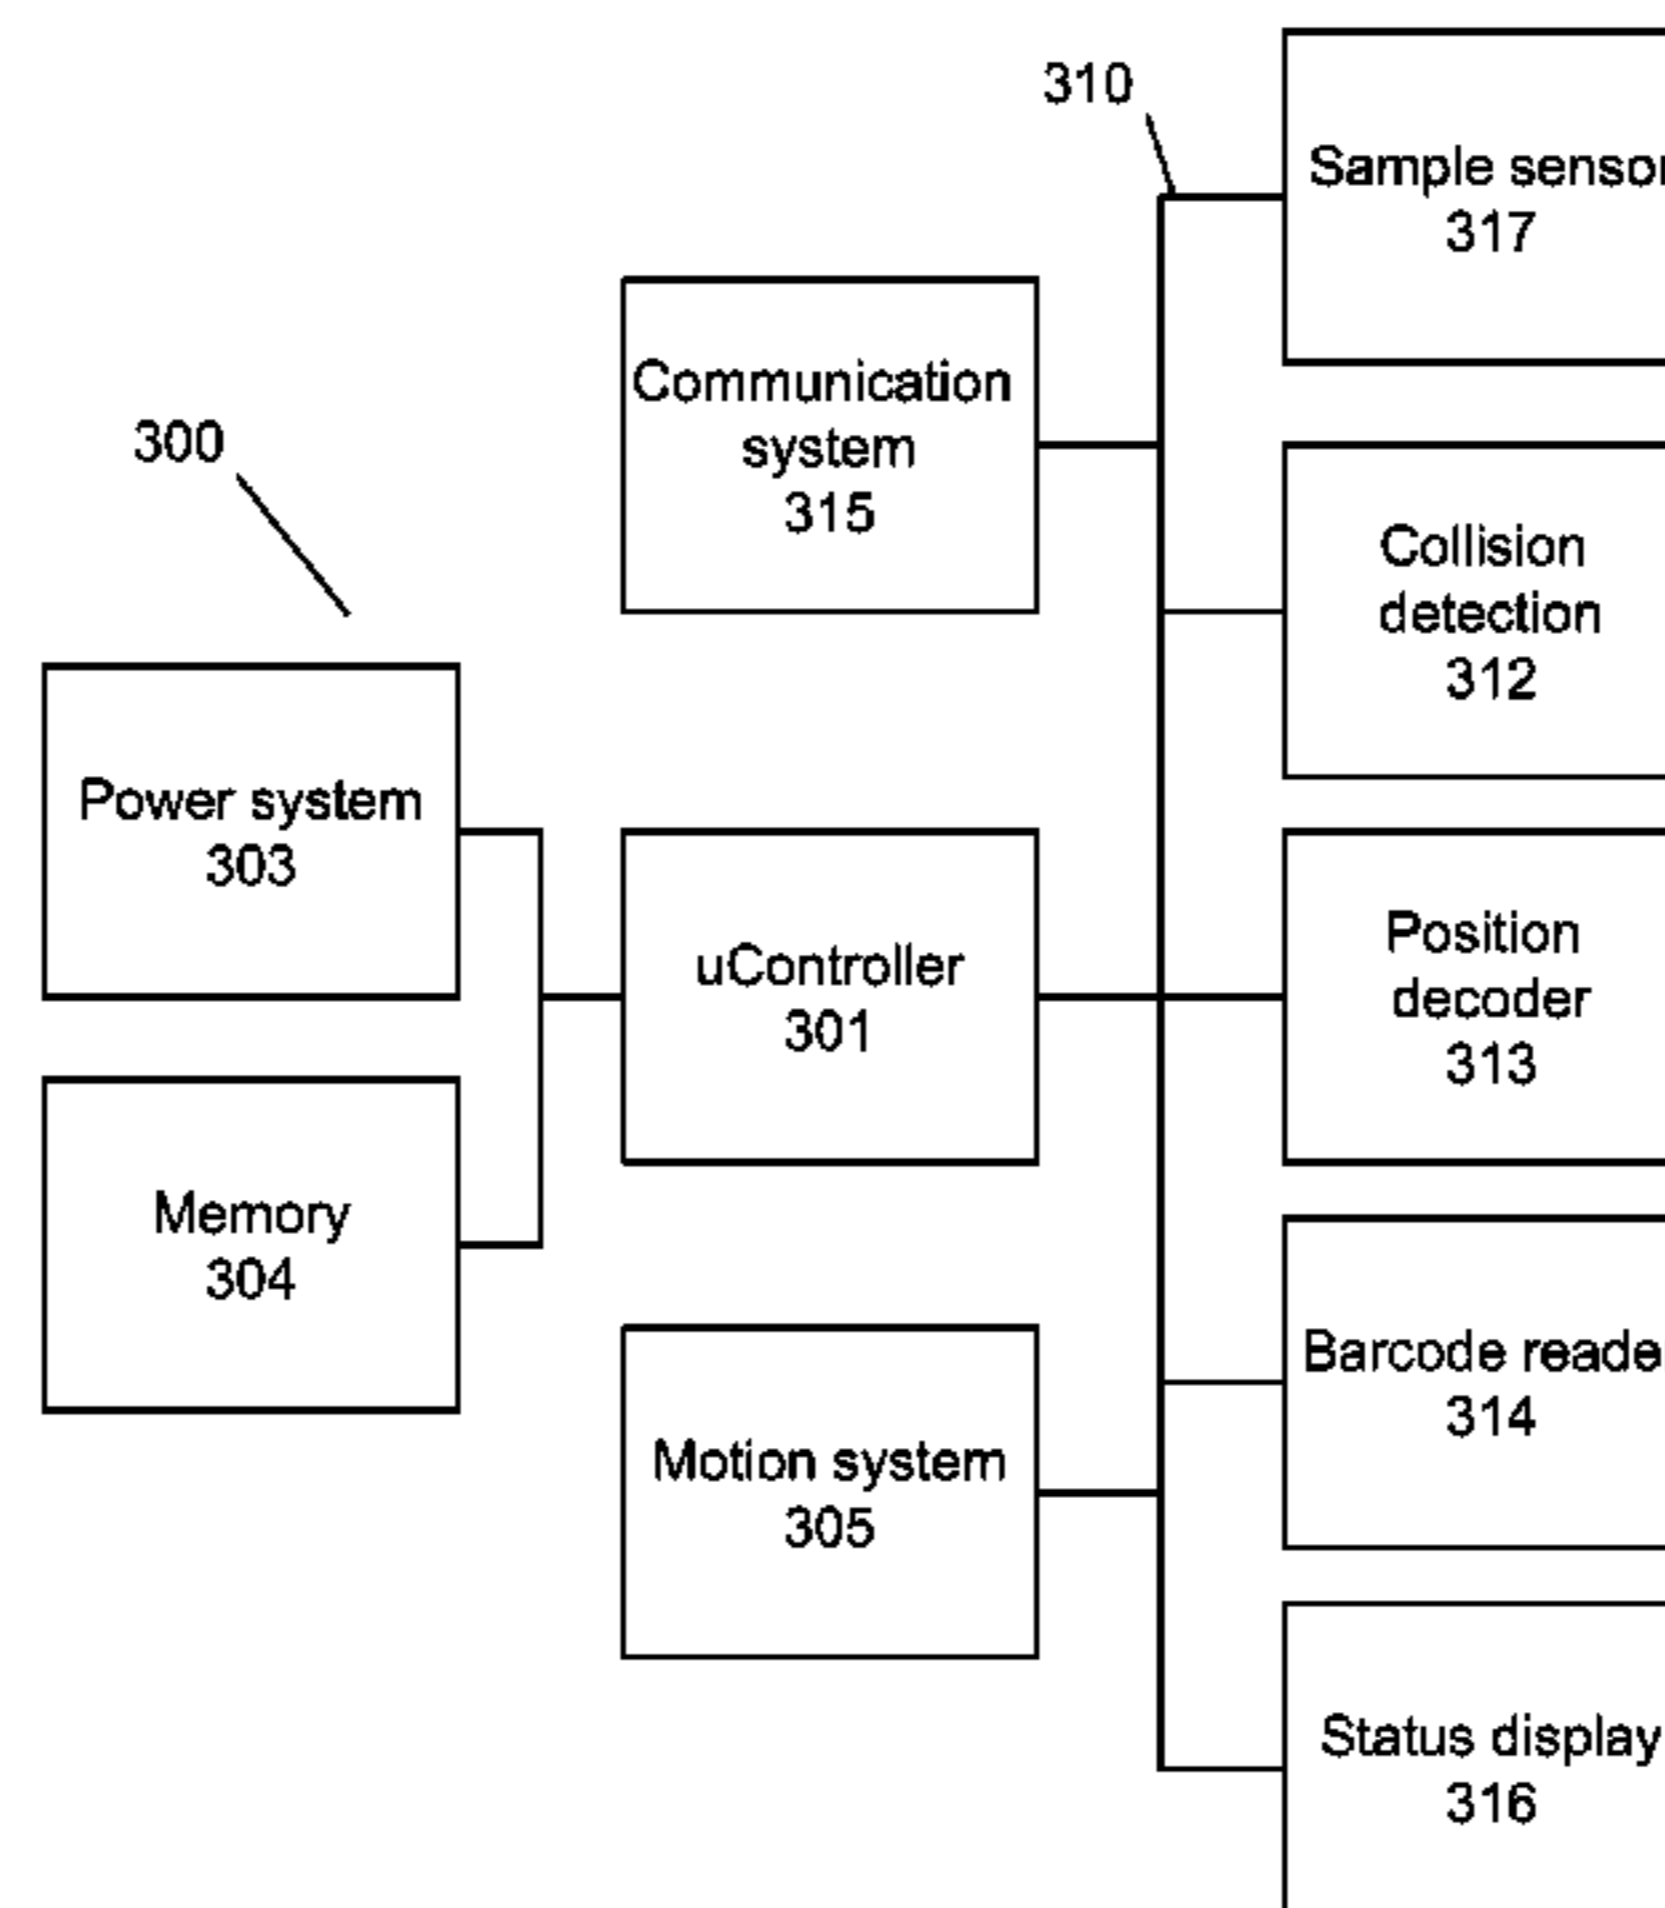 310
Sample sensor
317
Communication
system
315
300
Collision
detection
312
Power system
303
uController
301
Position
decoder
313
Memory
304
Barcode reade
314
Motion system
305
Status display
316